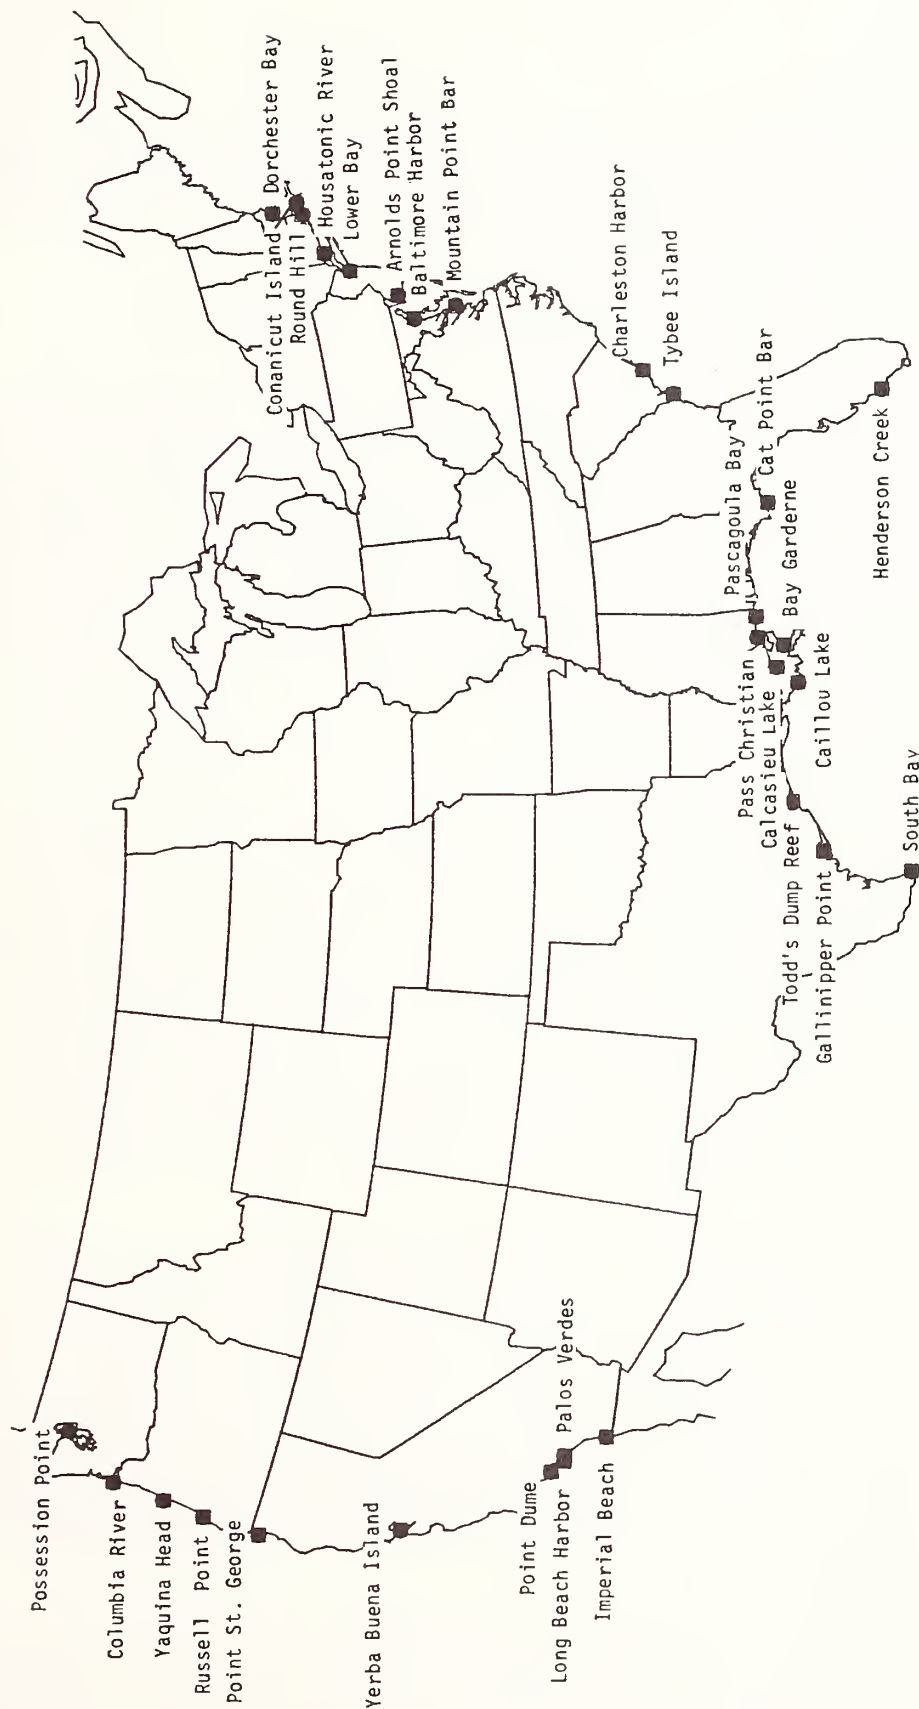 Possession Point
Columbia River
Yaquina Head
Russell Point
Point St. George
Yerba Buena Island
Point Dume
Long Beach Harbor
Palos Verdes
Imperial Beach
Dorchester Bay
Conanicut Island
Round Hill
Housatonic River
Lower Bay
Arnolds Point Shoal
Baltimore Harbor
Mountain Point Bar
Charleston Harbor
Tybee Island
Pascagoula Bay
Cat Point Bar
Bay Garderne
Henderson Creek
Pass Christian
Calcasieu Lake
Caillou Lake
Todd's Dump Reef
Gallinipper Point
South Bay